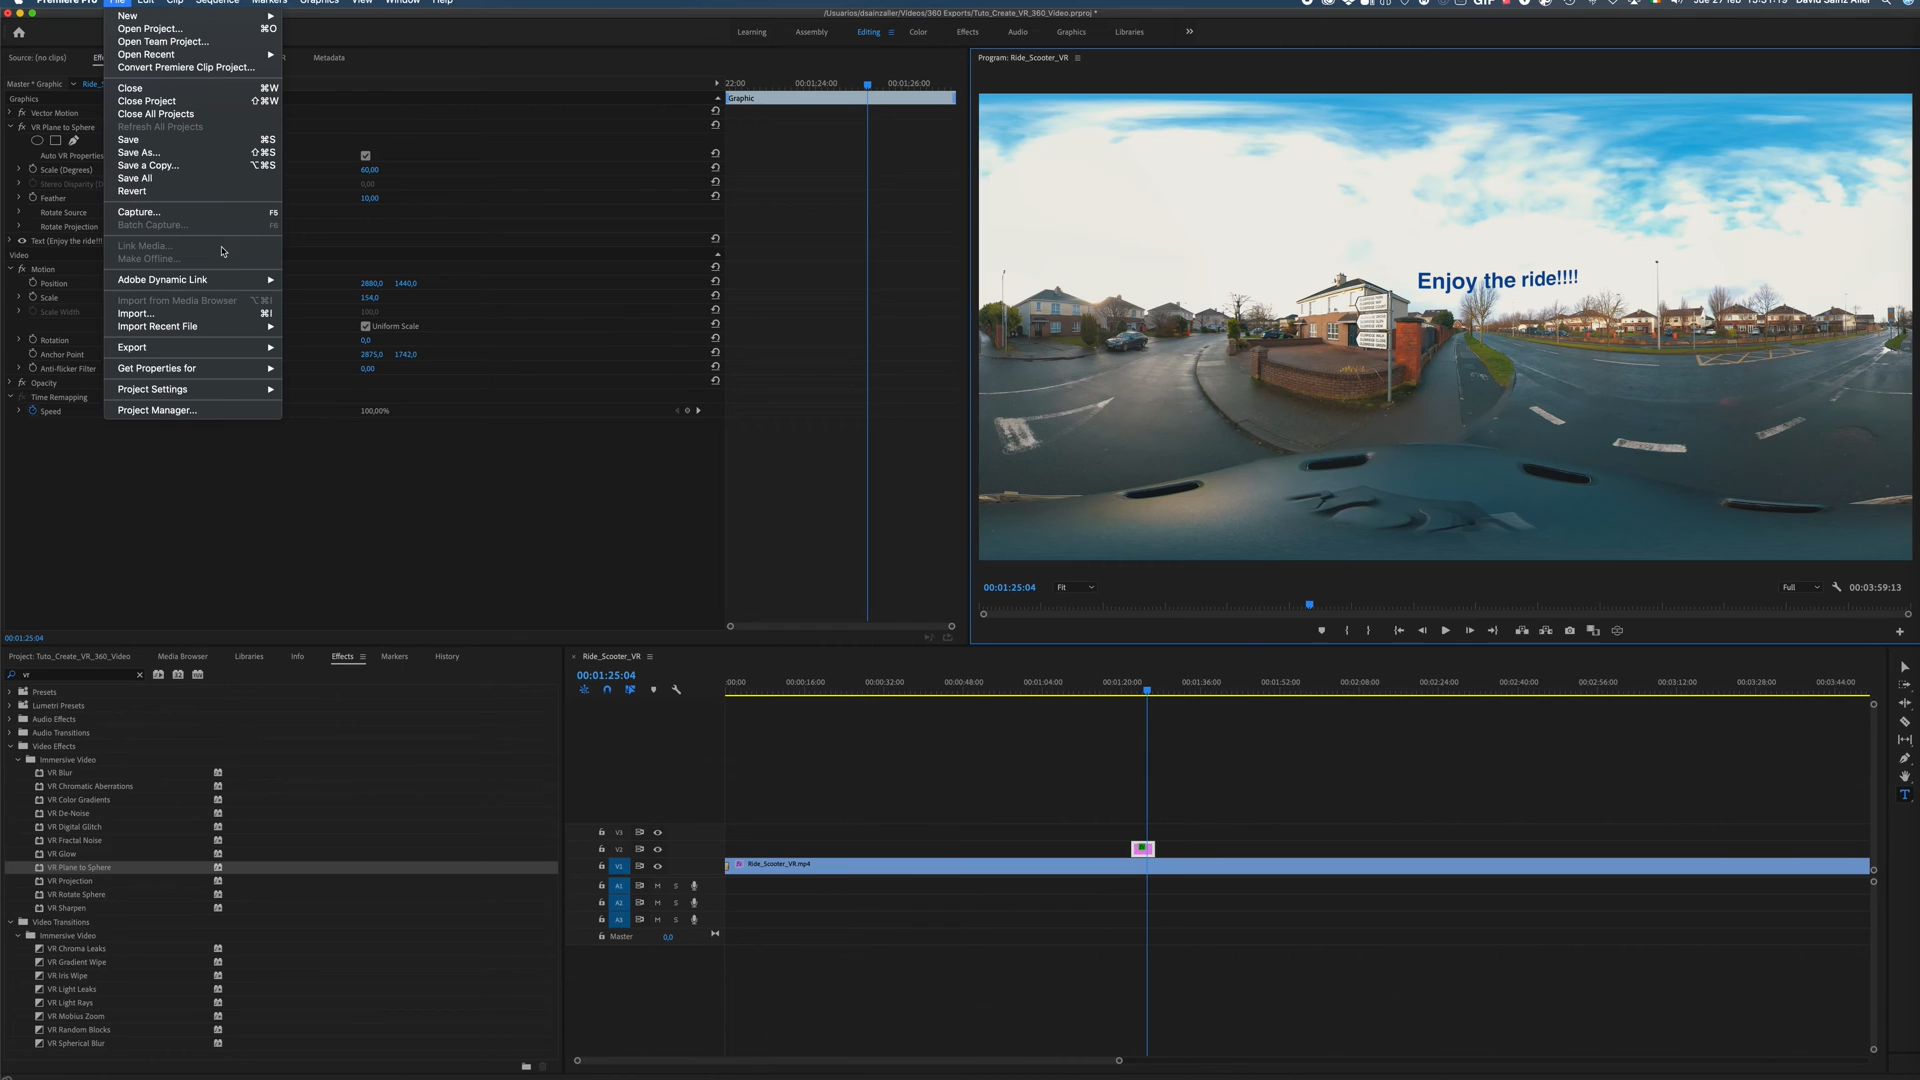 Premiere Pro File Edit Clip Sequence Markers Graphics View Window Help
GIF Jue 27 feb 13:31:19 David Sainz Aller
/Usuarios/dsainzaller/Videos/360 Exports/Tuto_Create_VR_360_Video.prproj *
Learning Assembly Editing Color Effects Audio Graphics Libraries
New
Open Project... ⌘O
Open Team Project...
Open Recent
Convert Premiere Clip Project...
Close ⌘W
Close Project ⇧⌘W
Close All Projects
Refresh All Projects
Save ⌘S
Save As... ⇧⌘S
Save a Copy... ⌥⌘S
Save All
Revert
Capture... F5
Batch Capture... F6
Link Media...
Make Offline...
Adobe Dynamic Link
Import from Media Browser ⌥⌘I
Import... ⌘I
Import Recent File
Export
Get Properties for
Project Settings
Project Manager...
Source: (no clips) Metadata
Master * Graphic
Graphics
Vector Motion
VR Plane to Sphere
Auto VR Properties
Scale (Degrees) 60,00
Stereo Disparity (D 0,00
Feather 10,00
Rotate Source
Rotate Projection
Text (Enjoy the ride!!!
Video
Motion
Position 2880,0 1440,0
Scale 154,0
Scale Width 100,0
Uniform Scale
Rotation 0,0
Anchor Point 2875,0 1742,0
Anti-flicker Filter 0,00
Opacity
Time Remapping
Speed 100,00%
00:01:25:04
22:00 00:01:24:00 00:01:26:00
Graphic
Program: Ride_Scooter_VR
Enjoy the ride!!!!
00:01:25:04 Fit Full 00:03:59:13
Project: Tuto_Create_VR_360_Video Media Browser Libraries Info Effects Markers History
vr
Presets
Lumetri Presets
Audio Effects
Audio Transitions
Video Effects
Immersive Video
VR Blur
VR Chromatic Aberrations
VR Color Gradients
VR De-Noise
VR Digital Glitch
VR Fractal Noise
VR Glow
VR Plane to Sphere
VR Projection
VR Rotate Sphere
VR Sharpen
Video Transitions
Immersive Video
VR Chroma Leaks
VR Gradient Wipe
VR Iris Wipe
VR Light Leaks
VR Light Rays
VR Mobius Zoom
VR Random Blocks
VR Spherical Blur
Ride_Scooter_VR
00:01:25:04
:00:00 00:00:16:00 00:00:32:00 00:00:48:00 00:01:04:00 00:01:20:00 00:01:36:00 00:01:52:00 00:02:08:00 00:02:24:00 00:02:40:00 00:02:56:00 00:03:12:00 00:03:28:00 00:03:44:00
V3
V2
V1 Ride_Scooter_VR.mp4
A1 M S
A2 M S
A3 M S
Master 0,0